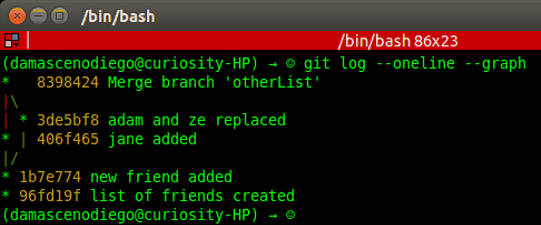 /bin/bash
/bin/bash 86x23
(damascenodiego@curiosity-HP) → ☺ git log --oneline --graph
*   8398424 Merge branch 'otherList'
|\
| * 3de5bf8 adam and ze replaced
* | 406f465 jane added
|/
* 1b7e774 new friend added
* 96fd19f list of friends created
(damascenodiego@curiosity-HP) → ☺